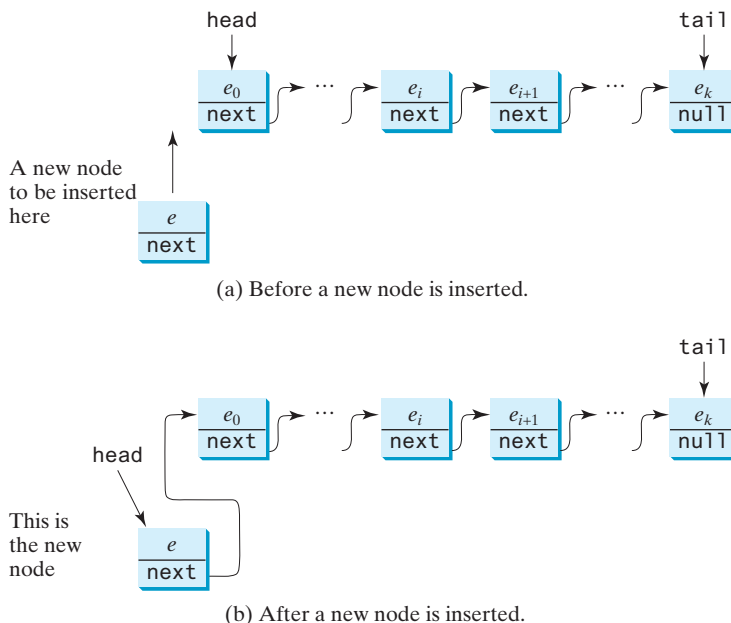 head tail
e0 ... ei ei+1 ... ek
next next next null
A new node
to be inserted
here
e
next
(a) Before a new node is inserted.
tail
e0 ... ei ei+1 ... ek
next next next null
head
This is
the new
node
e
next
(b) After a new node is inserted.